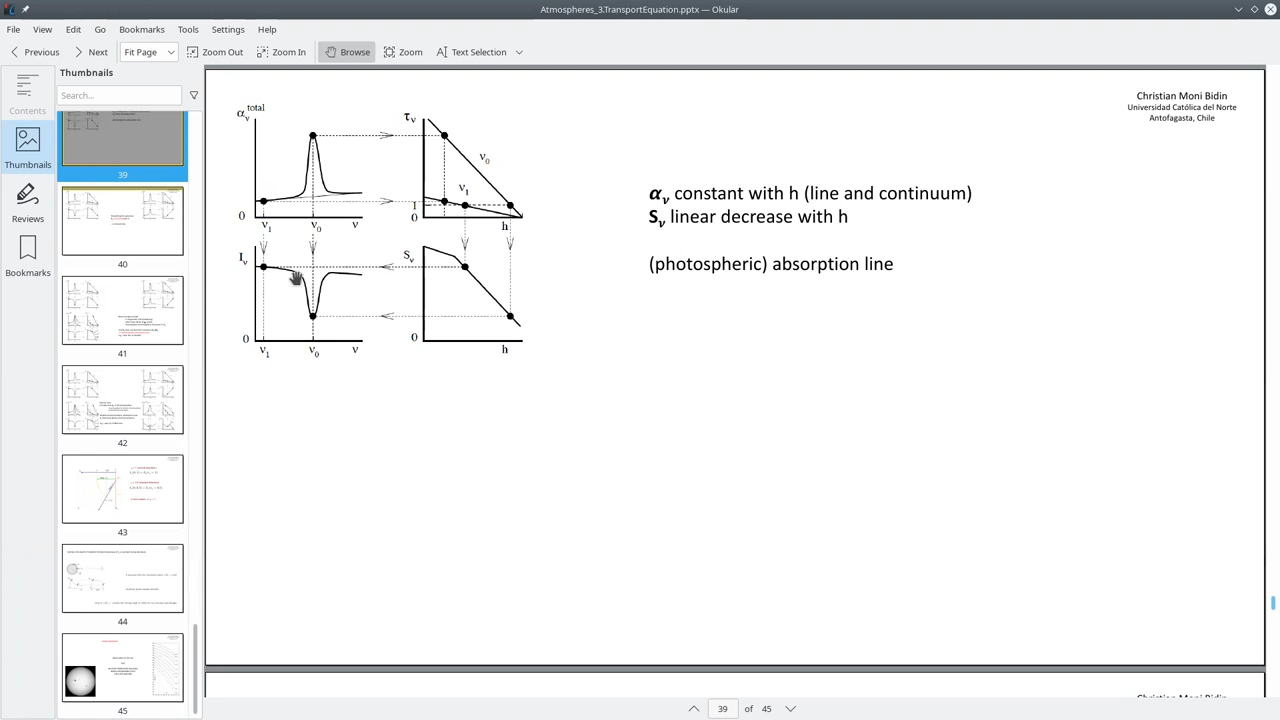 Atmospheres_3.TransportEquation.pptx — Okular
File View Edit Go Bookmarks Tools Settings Help
Previous Next Fit Page Zoom Out Zoom In Browse Zoom Text Selection
Contents
Thumbnails
Reviews
Bookmarks
Thumbnails
Search...
39
40
41
42
43
44
45
Christian Moni Bidin
Universidad Católica del Norte
Antofagasta, Chile
αν total
0
ν1 ν0 ν
τν
ν0
ν1
1
0
h
Iν
0
ν1 ν0 ν
Sν
0
h
αν constant with h (line and continuum)
Sν linear decrease with h
(photospheric) absorption line
39 of 45